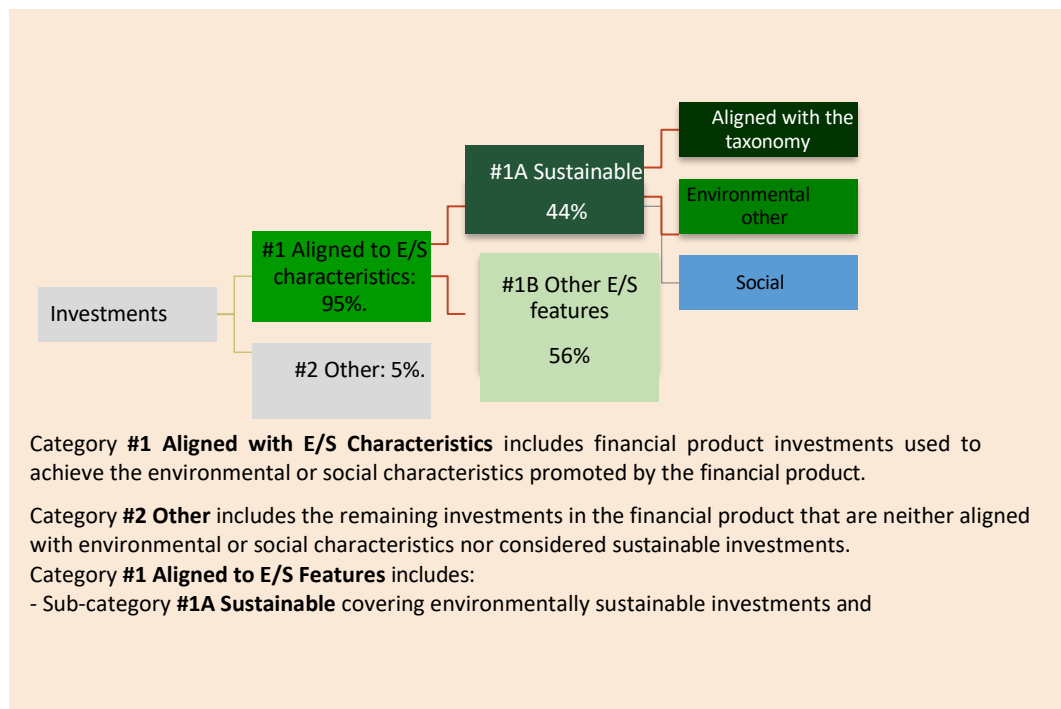 Aligned with the
taxonomy
#1A Sustainable
44%
Environmental
other
#1 Aligned to E/S
characteristics:
95%.
#1B Other E/S
features
56%
Social
Investments
#2 Other: 5%.
Category #1 Aligned with E/S Characteristics includes financial product investments used to
achieve the environmental or social characteristics promoted by the financial product.
Category #2 Other includes the remaining investments in the financial product that are neither aligned
with environmental or social characteristics nor considered sustainable investments.
Category #1 Aligned to E/S Features includes:
- Sub-category #1A Sustainable covering environmentally sustainable investments and